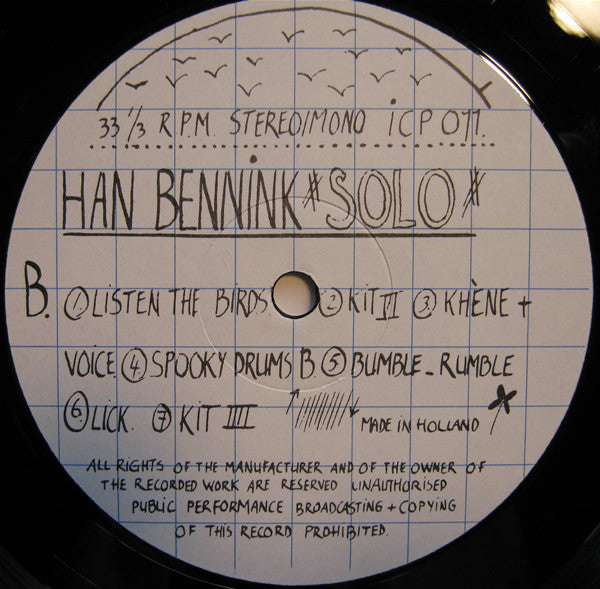 33 1/3 R.P.M. STEREO/MONO iCP 011.
HAN BENNINK *SOLO*
B. ① LISTEN THE BIRDS ② KIT II ③ KHÈNE +
VOICE ④ SPOOKY DRUMS B ⑤ BUMBLE-RUMBLE
⑥ LICK. ⑦ KIT IIII MADE IN HOLLAND
ALL RIGHTS OF THE MANUFACTURER AND OF THE OWNER OF
THE RECORDED WORK ARE RESERVED UNAUTHORISED
PUBLIC PERFORMANCE BROADCASTING + COPYING
OF THIS RECORD PROHIBITED.